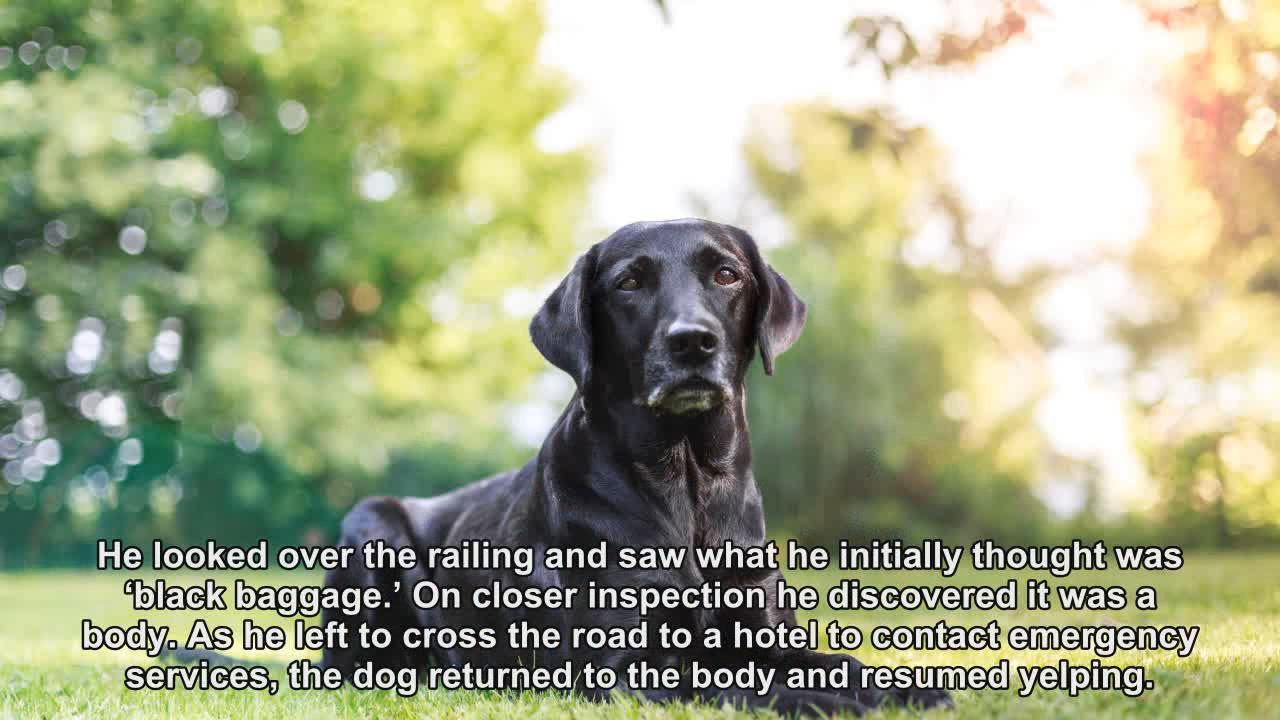 He looked over the railing and saw what he initially thought was
‘black baggage.’ On closer inspection he discovered it was a
body. As he left to cross the road to a hotel to contact emergency
services, the dog returned to the body and resumed yelping.